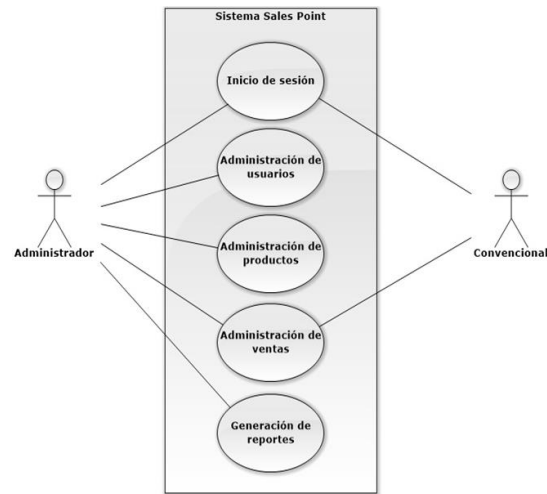 Sistema Sales Point
Inicio de sesión
Administración de
usuarios
Administrador
Administración de
productos
Convencional
Administración de
ventas
Generación de
reportes